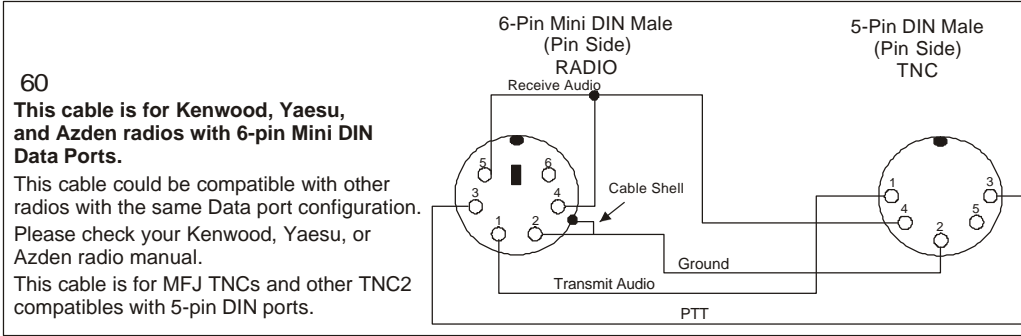 60
This cable is for Kenwood, Yaesu,
and Azden radios with 6-pin Mini DIN
Data Ports.
This cable could be compatible with other
radios with the same Data port configuration.
Please check your Kenwood, Yaesu, or
Azden radio manual.
This cable is for MFJ TNCs and other TNC2
compatibles with 5-pin DIN ports.
6-Pin Mini DIN Male
(Pin Side)
RADIO
Receive Audio
5
6
3
4
1
2
Cable Shell
Ground
Transmit Audio
PTT
5-Pin DIN Male
(Pin Side)
TNC
1
3
4
5
2